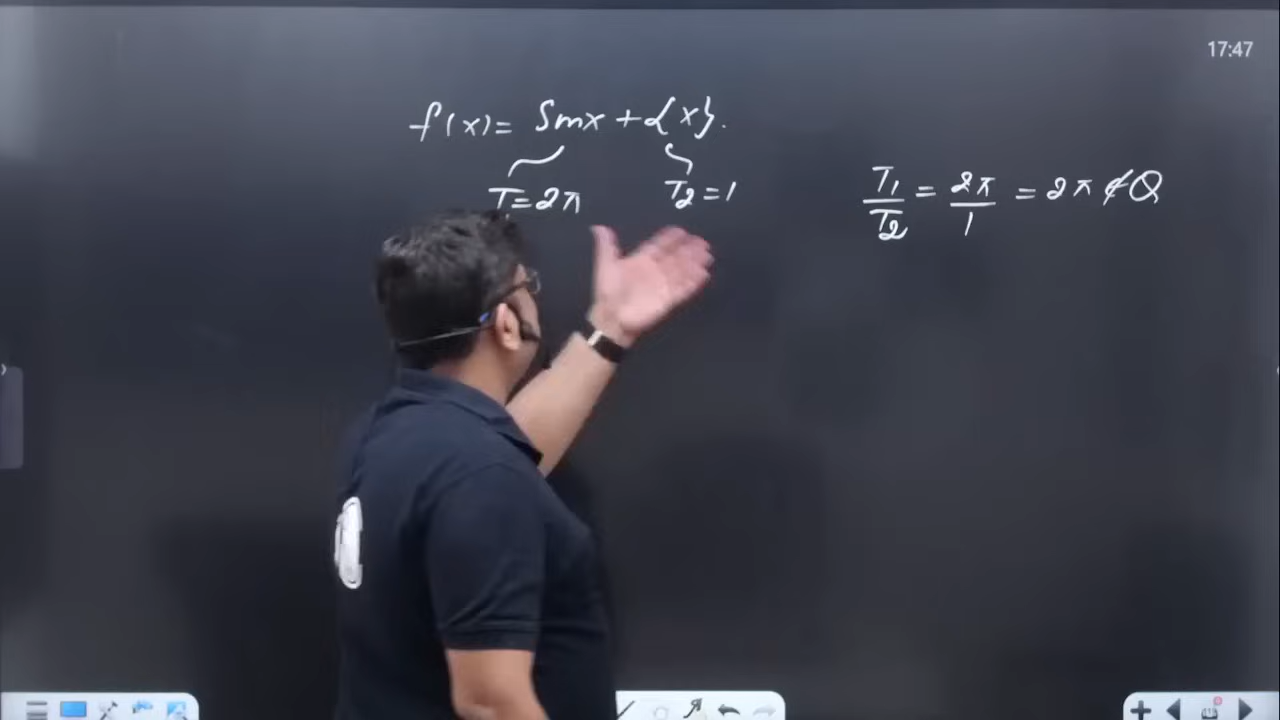 17:47
f(x) = Sinx + {x}.
T = 2π T₂ = 1
T₁/T₂ = 2π/1 = 2π ∉ Q